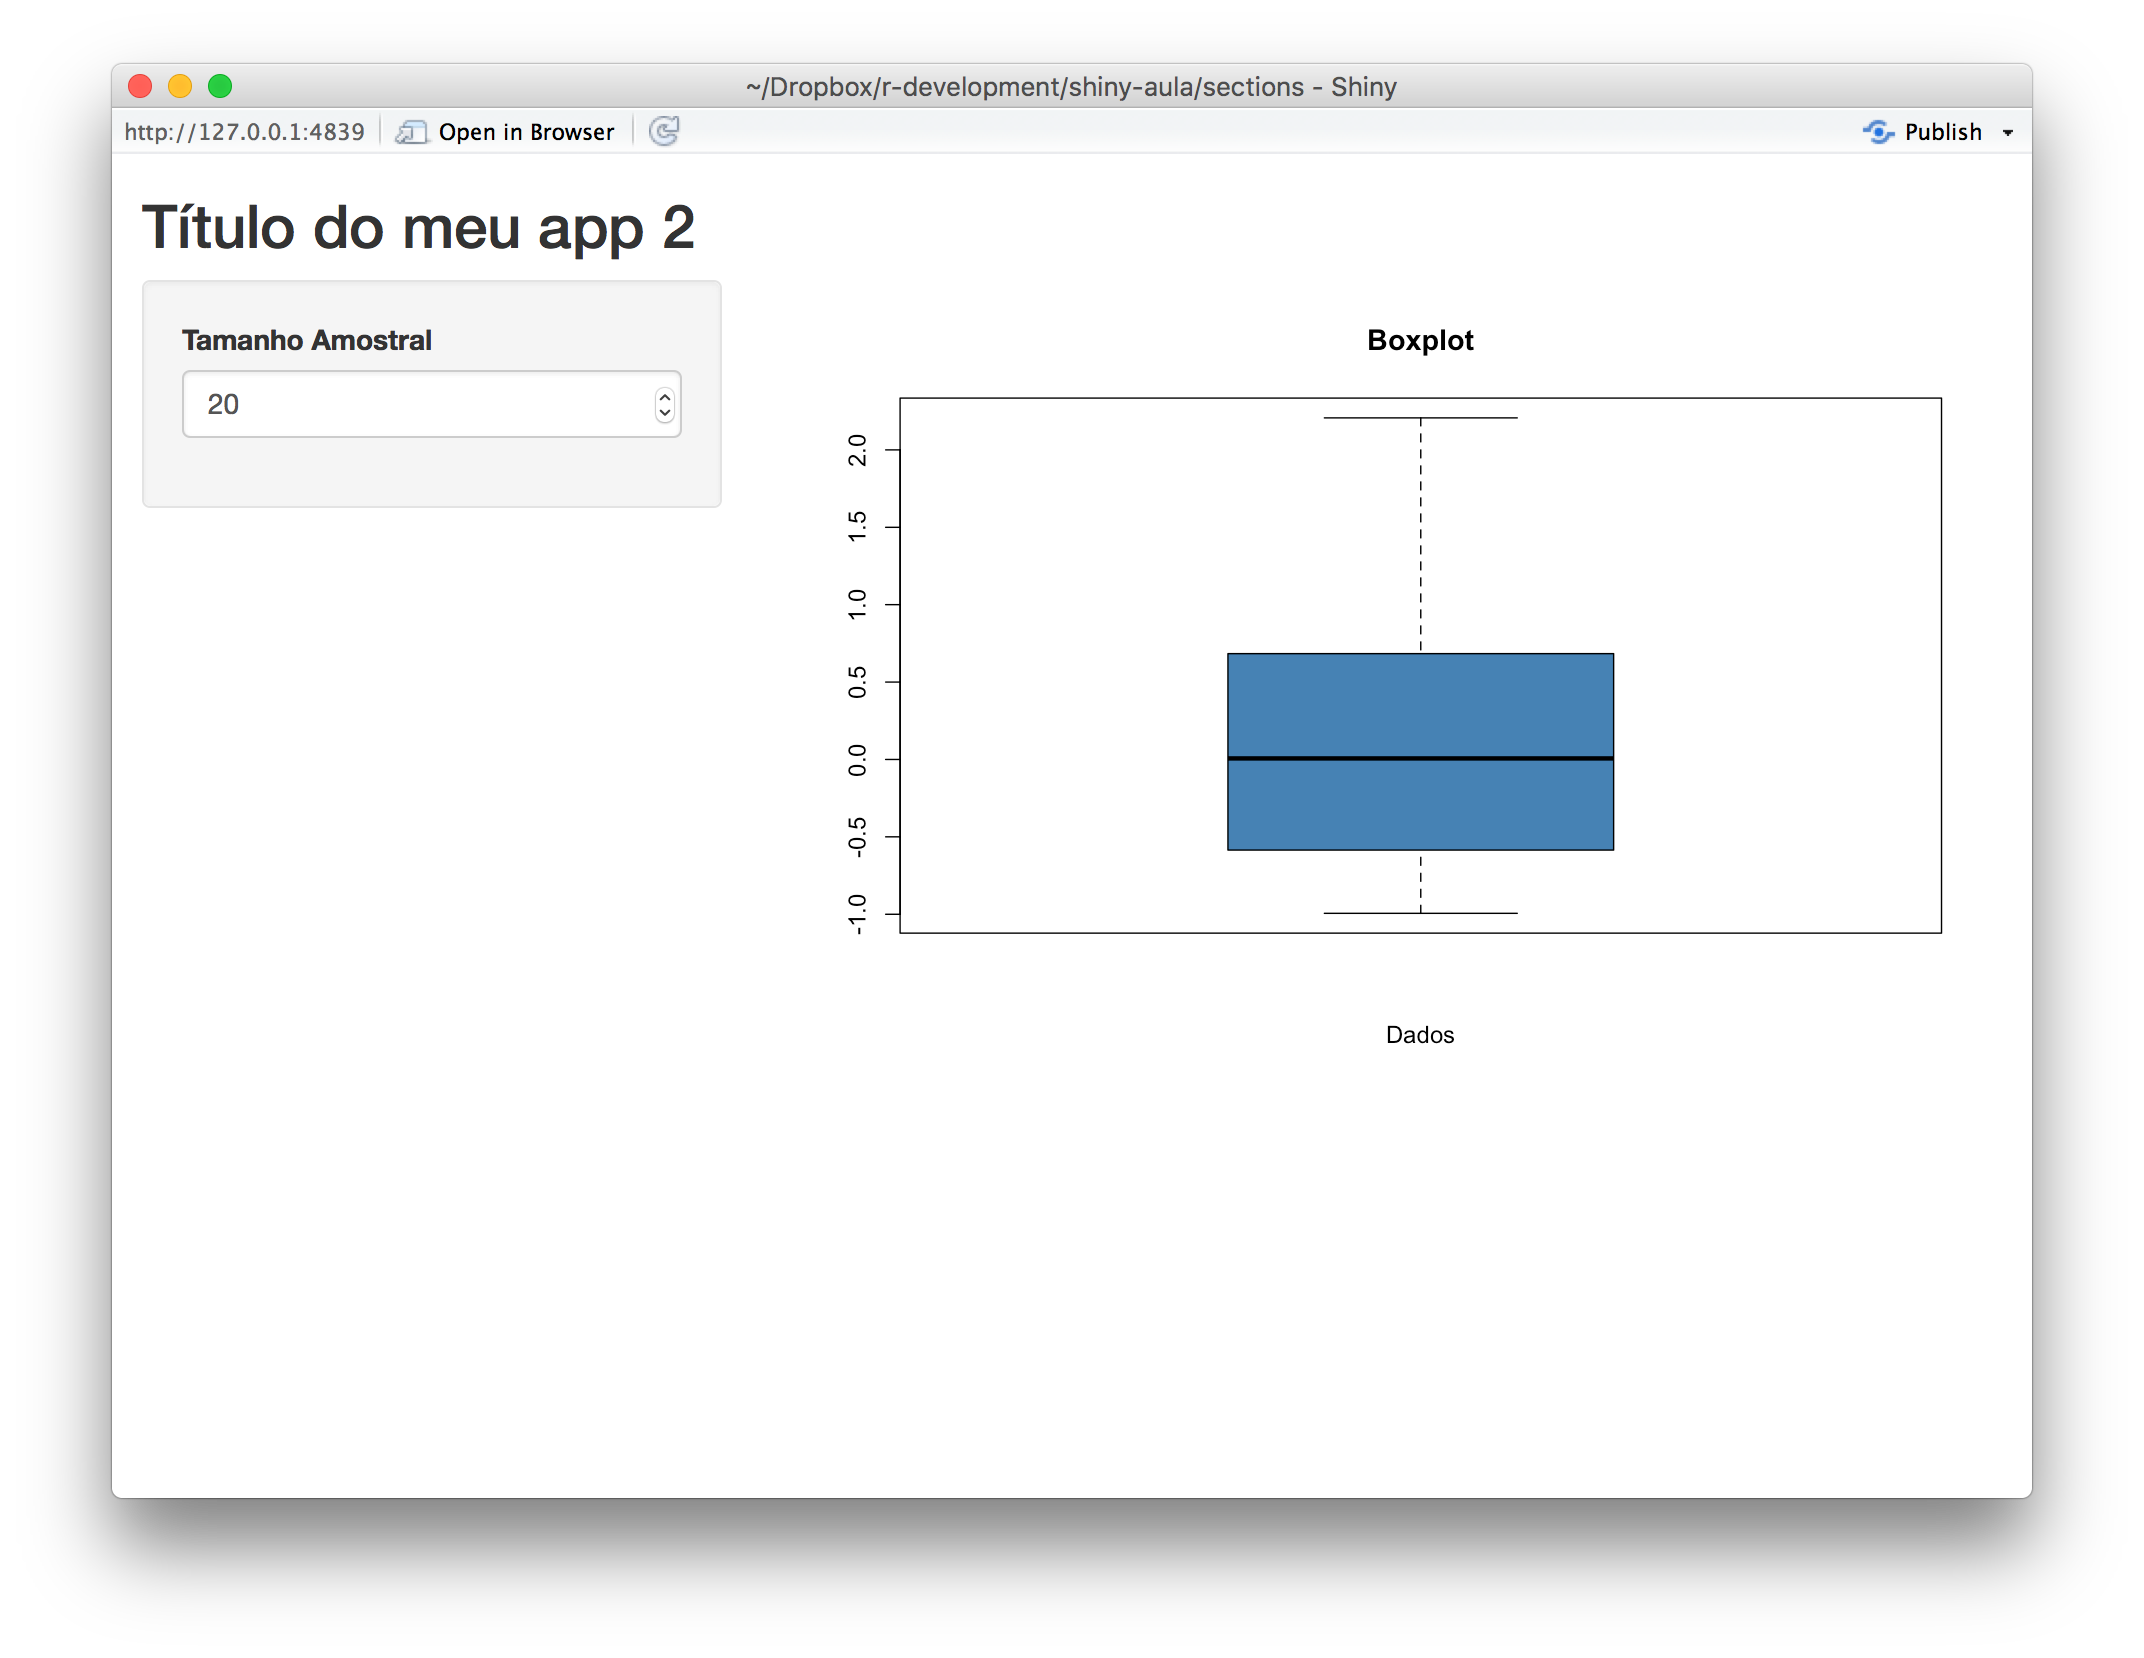 ~/Dropbox/r-development/shiny-aula/sections - Shiny
http://127.0.0.1:4839 Open in Browser Publish
Título do meu app 2
Tamanho Amostral
20
Boxplot
2.0
1.5
1.0
0.5
0.0
-0.5
-1.0
Dados